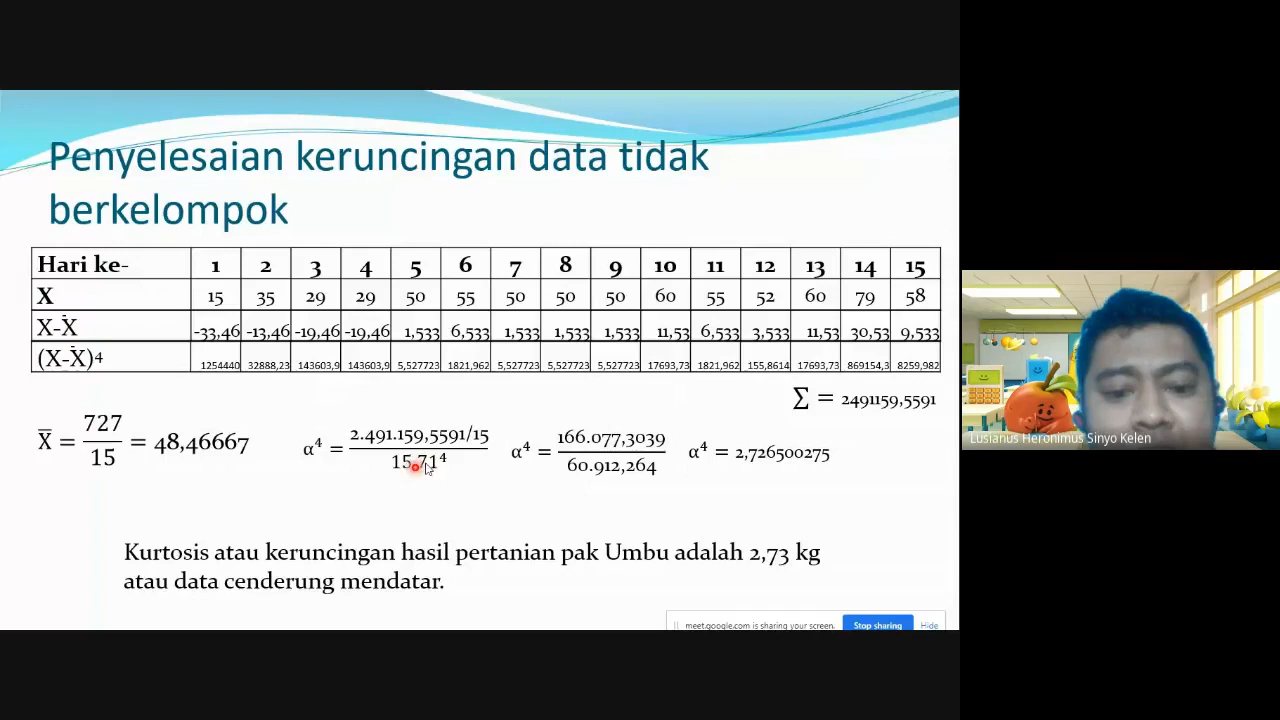 Penyelesaian keruncingan data tidak
berkelompok
Hari ke- 1 2 3 4 5 6 7 8 9 10 11 12 13 14 15
X 15 35 29 29 50 55 50 50 50 60 55 52 60 79 58
X-Ẋ -33,46 -13,46 -19,46 -19,46 1,533 6,533 1,533 1,533 1,533 11,53 6,533 3,533 11,53 30,53 9,533
(X-Ẋ)⁴ 1254440 32888,23 143603,9 143603,9 5,527723 1821,962 5,527723 5,527723 5,527723 17693,73 1821,962 155,8614 17693,73 869154,3 8259,982
∑ = 2491159,5591
X̅ = 727/15 = 48,46667
α⁴ = 2.491.159,5591/15 / 15,71⁴
α⁴ = 166.077,3039 / 60.912,264
α⁴ = 2,726500275
Kurtosis atau keruncingan hasil pertanian pak Umbu adalah 2,73 kg
atau data cenderung mendatar.
meet.google.com is sharing your screen. Stop sharing Hide
Lusianus Heronimus Sinyo Kelen